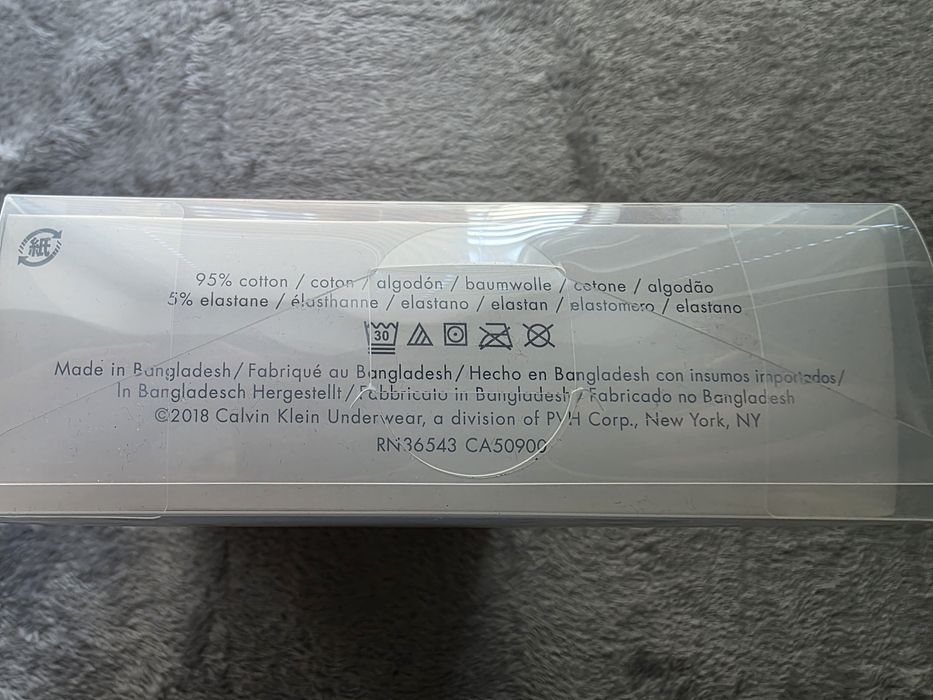 紙
95% cotton / coton / algodón / baumwolle / cotone / algodão
5% elastane / élasthanne / elastano / elastan / elastomero / elastano
30
Made in Bangladesh/ Fabriqué au Bangladesh/ Hecho en Bangladesh con insumos importados/
In Bangladesch Hergestellt/ Fabbricato in Bangladesh/ Fabricado no Bangladesh
©2018 Calvin Klein Underwear, a division of PVH Corp., New York, NY
RN36543 CA50900